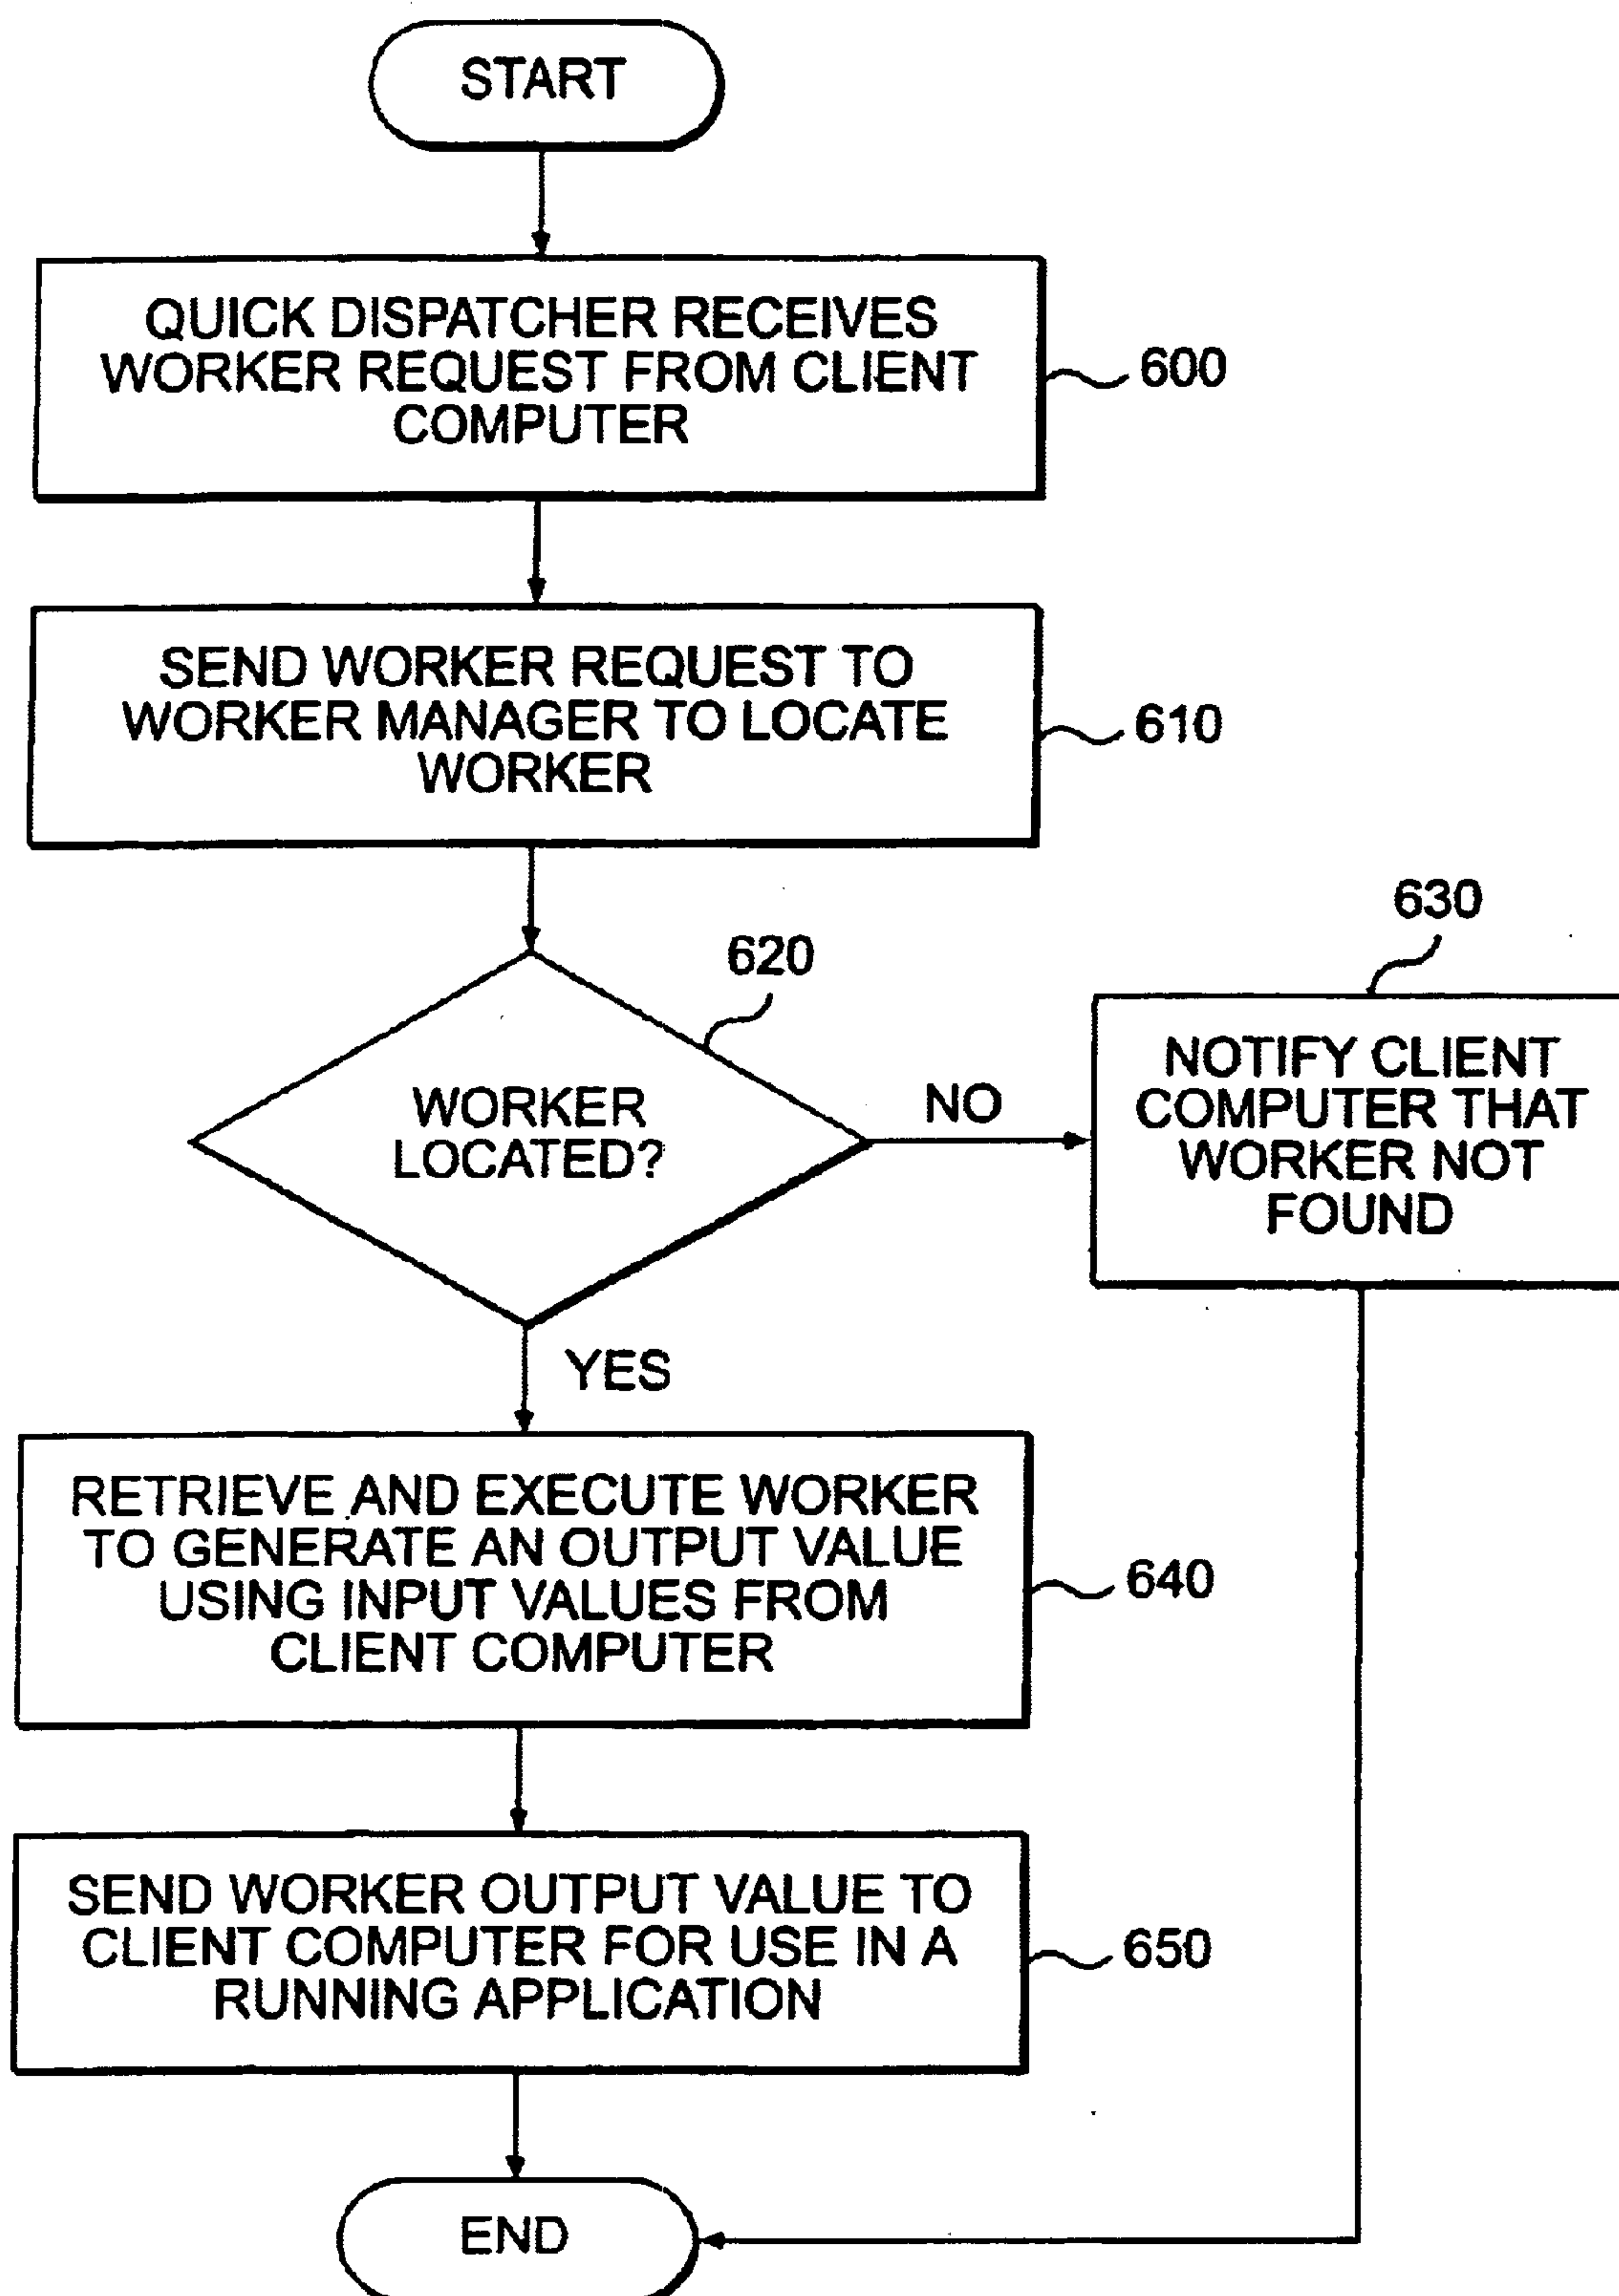 START
QUICK DISPATCHER RECEIVES
WORKER REQUEST FROM CLIENT
COMPUTER
600
SEND WORKER REQUEST TO
WORKER MANAGER TO LOCATE
WORKER
610
620
WORKER
LOCATED?
NO
630
NOTIFY CLIENT
COMPUTER THAT
WORKER NOT
FOUND
YES
RETRIEVE AND EXECUTE WORKER
TO GENERATE AN OUTPUT VALUE
USING INPUT VALUES FROM
CLIENT COMPUTER
640
SEND WORKER OUTPUT VALUE TO
CLIENT COMPUTER FOR USE IN A
RUNNING APPLICATION
650
END